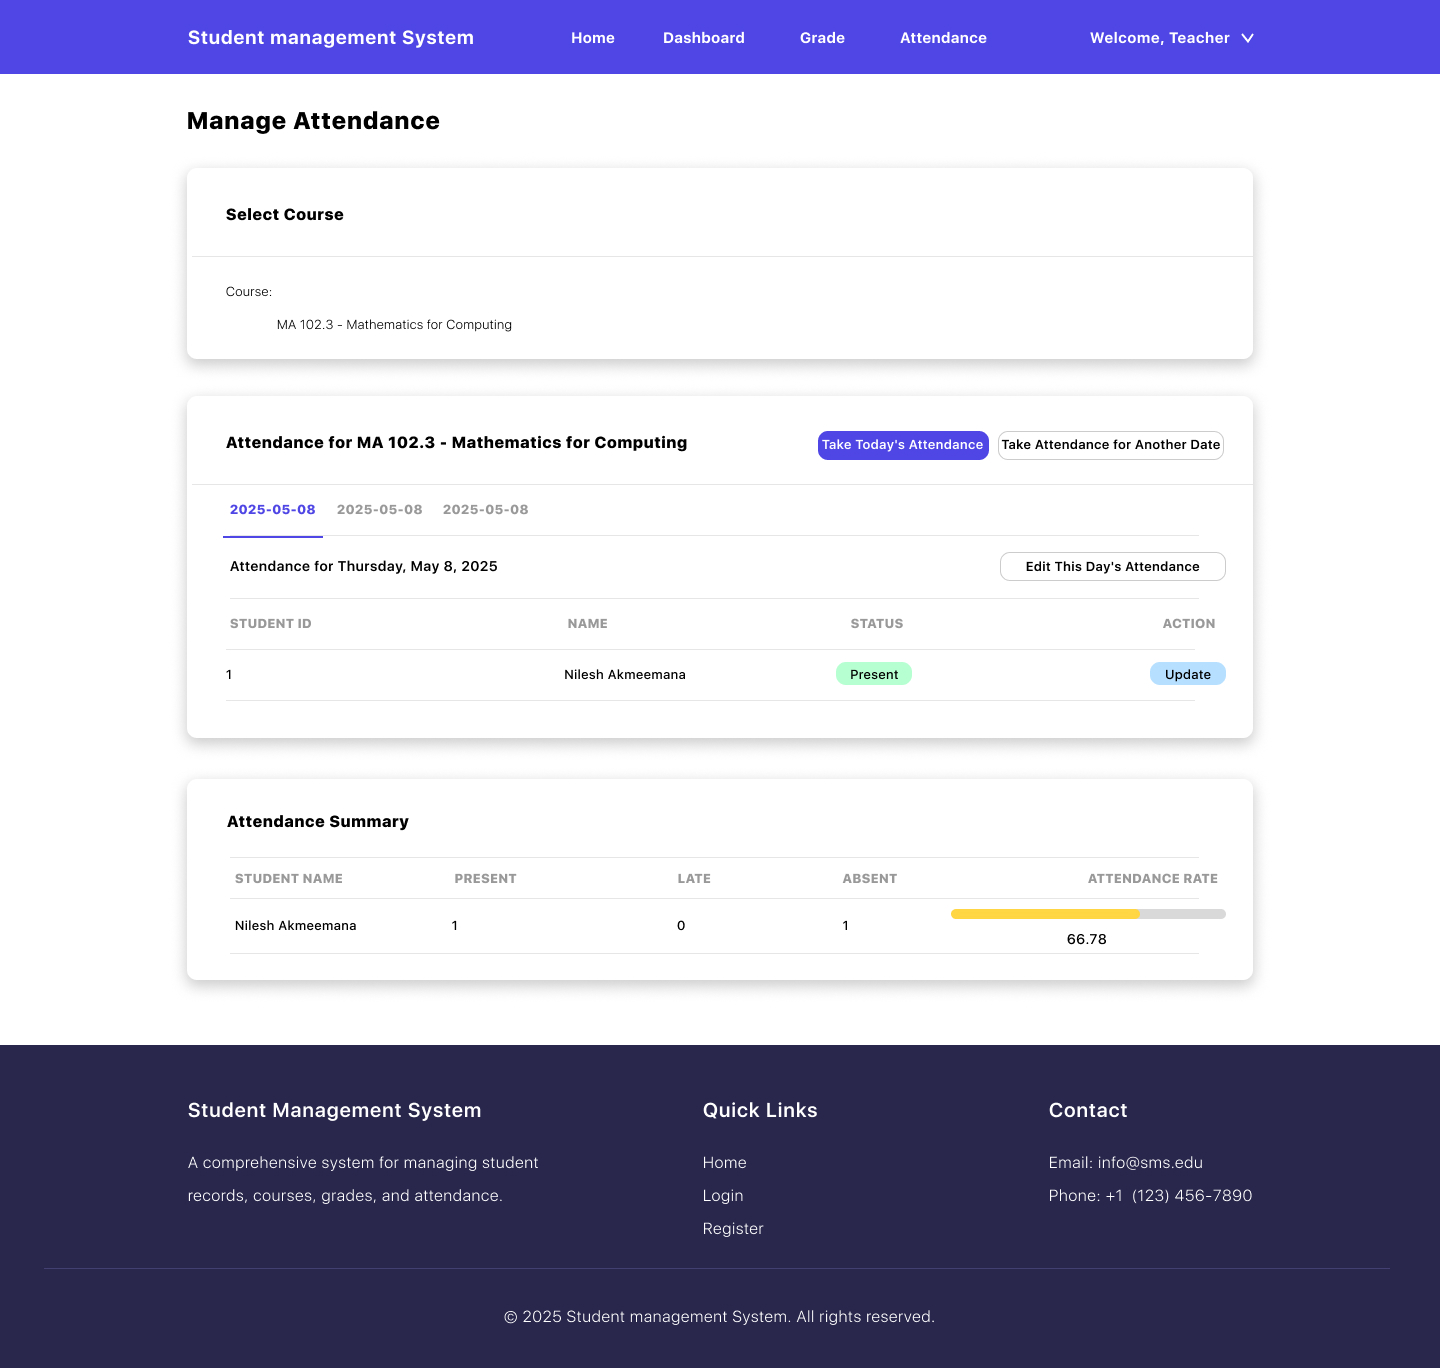 Student management System
Home
Dashboard
Grade
Attendance
Welcome, Teacher
Manage Attendance
Select Course
Course:
MA 102.3 - Mathematics for Computing
Attendance for MA 102.3 - Mathematics for Computing
Take Today's Attendance
Take Attendance for Another Date
2025-05-08
2025-05-08
2025-05-08
Attendance for Thursday, May 8, 2025
Edit This Day's Attendance
STUDENT ID
NAME
STATUS
ACTION
1
Nilesh Akmeemana
Present
Update
Attendance Summary
STUDENT NAME
PRESENT
LATE
ABSENT
ATTENDANCE RATE
Nilesh Akmeemana
1
0
1
66.78
Student Management System
A comprehensive system for managing student
records, courses, grades, and attendance.
Quick Links
Home
Login
Register
Contact
Email: info@sms.edu
Phone: +1 (123) 456-7890
© 2025 Student management System. All rights reserved.